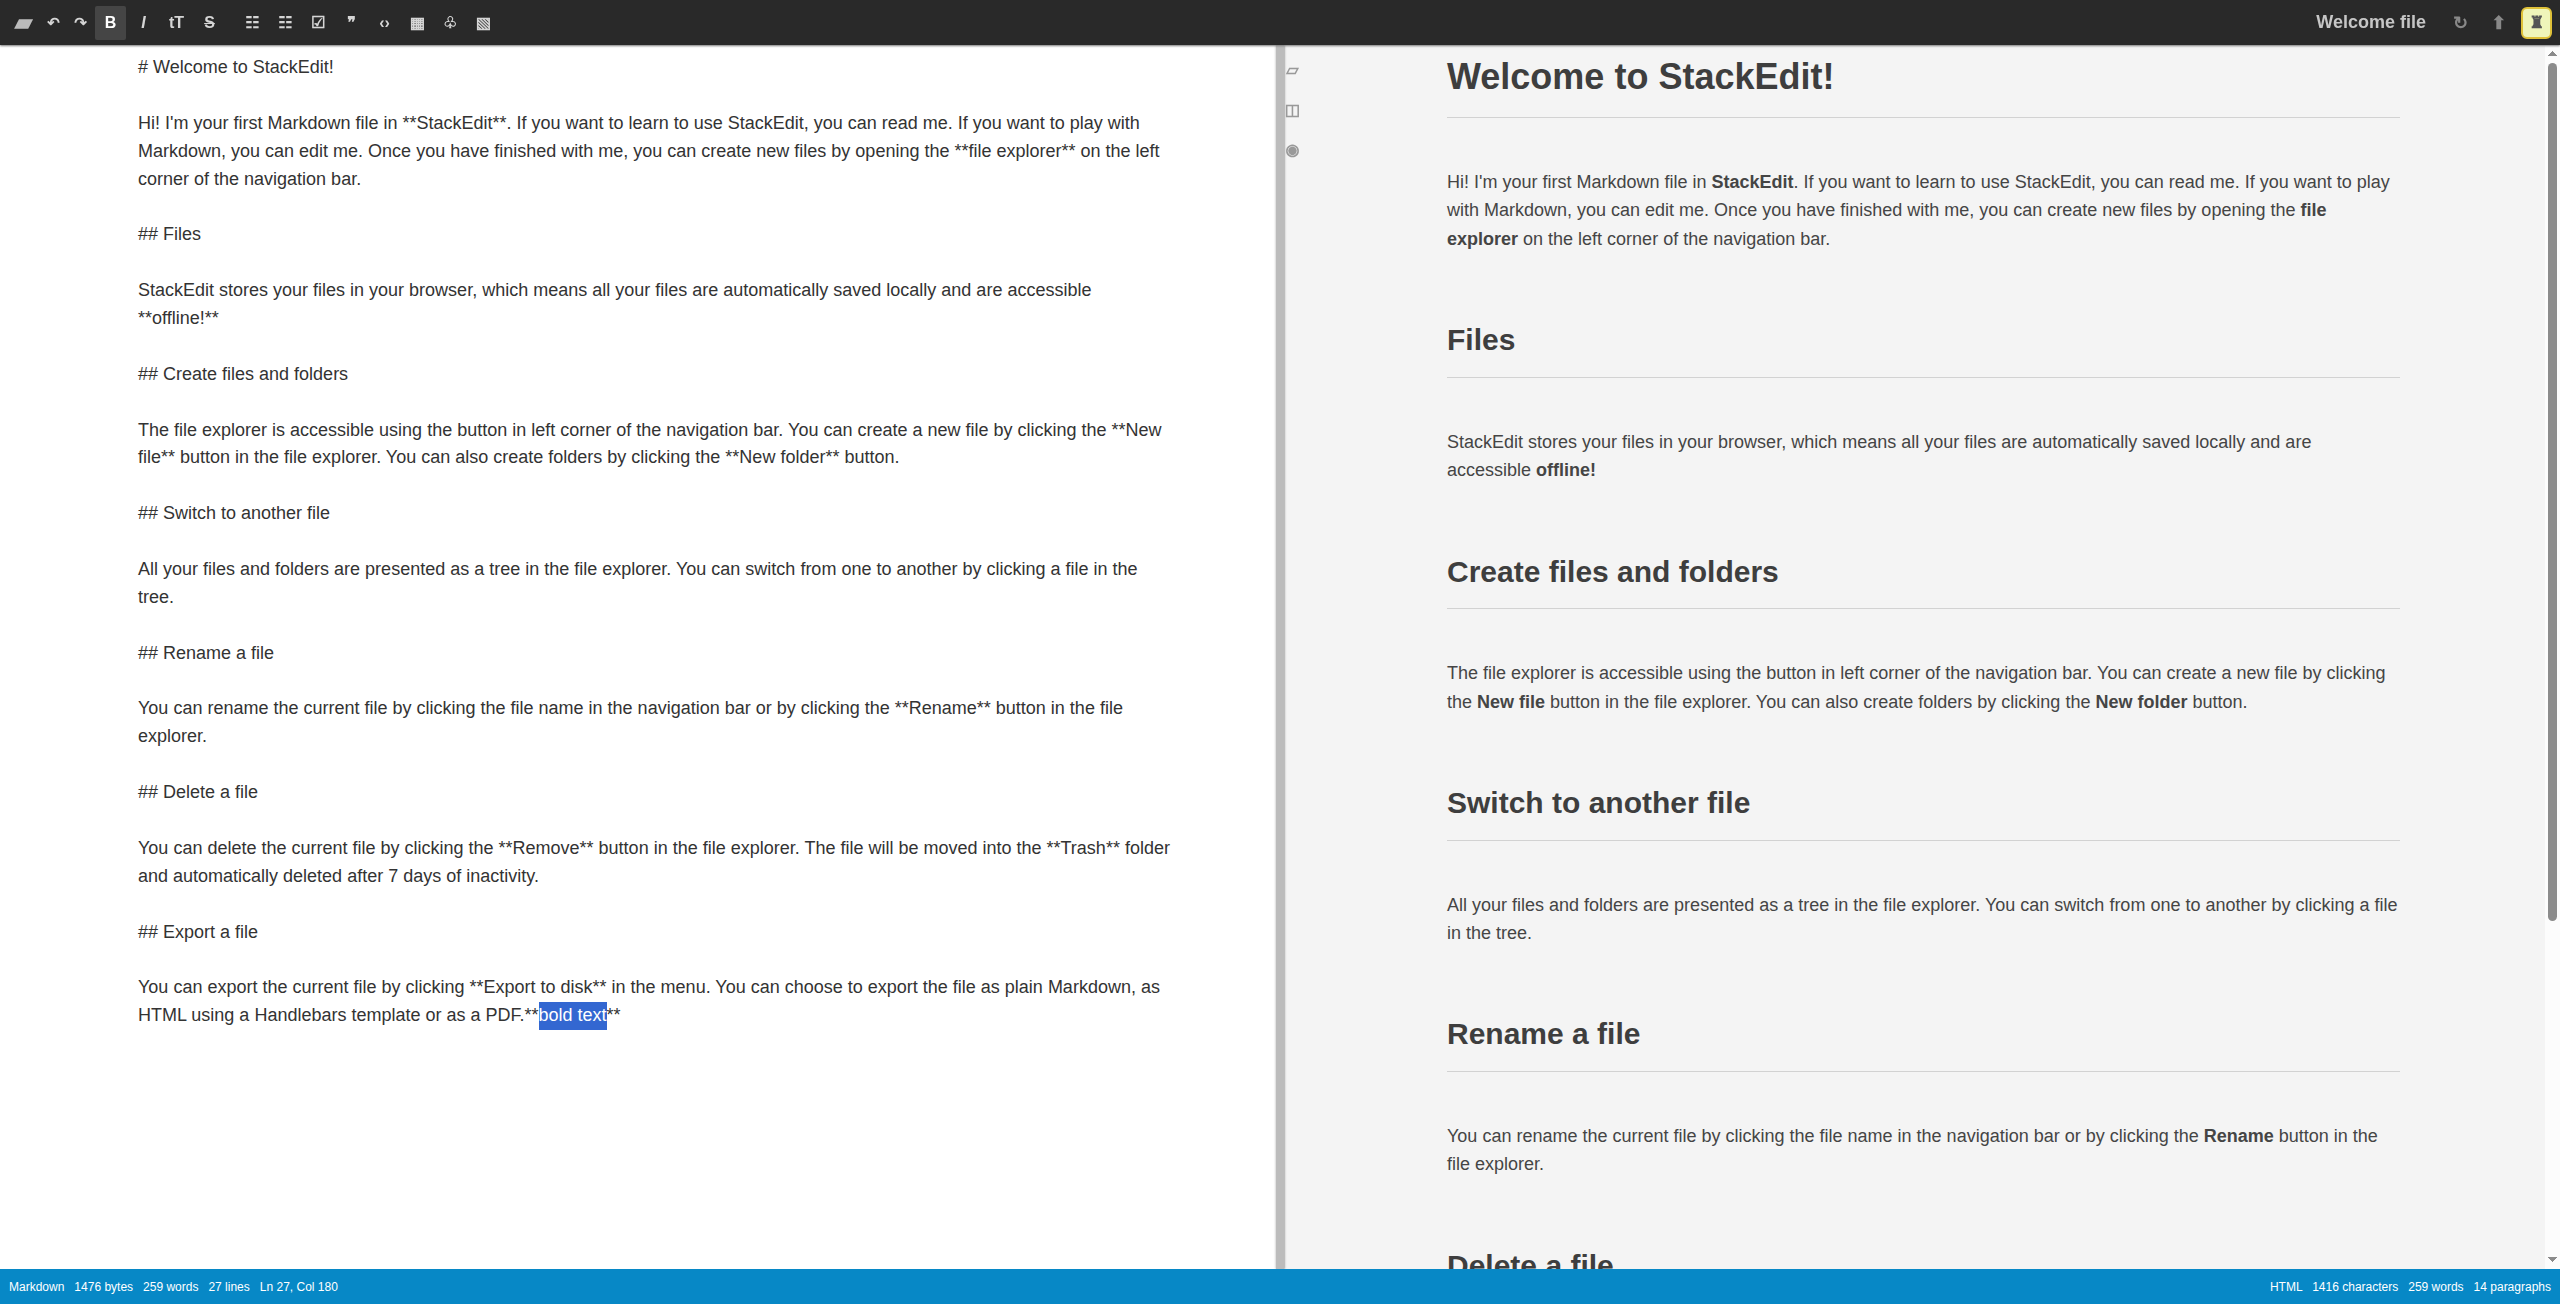 B I tT S
Welcome file
# Welcome to StackEdit!
Hi! I'm your first Markdown file in **StackEdit**. If you want to learn to use StackEdit, you can read me. If you want to play with
Markdown, you can edit me. Once you have finished with me, you can create new files by opening the **file explorer** on the left
corner of the navigation bar.
## Files
StackEdit stores your files in your browser, which means all your files are automatically saved locally and are accessible
**offline!**
## Create files and folders
The file explorer is accessible using the button in left corner of the navigation bar. You can create a new file by clicking the **New
file** button in the file explorer. You can also create folders by clicking the **New folder** button.
## Switch to another file
All your files and folders are presented as a tree in the file explorer. You can switch from one to another by clicking a file in the
tree.
## Rename a file
You can rename the current file by clicking the file name in the navigation bar or by clicking the **Rename** button in the file
explorer.
## Delete a file
You can delete the current file by clicking the **Remove** button in the file explorer. The file will be moved into the **Trash** folder
and automatically deleted after 7 days of inactivity.
## Export a file
You can export the current file by clicking **Export to disk** in the menu. You can choose to export the file as plain Markdown, as
HTML using a Handlebars template or as a PDF.**bold text**
Welcome to StackEdit!
Hi! I'm your first Markdown file in StackEdit. If you want to learn to use StackEdit, you can read me. If you want to play
with Markdown, you can edit me. Once you have finished with me, you can create new files by opening the file
explorer on the left corner of the navigation bar.
Files
StackEdit stores your files in your browser, which means all your files are automatically saved locally and are
accessible offline!
Create files and folders
The file explorer is accessible using the button in left corner of the navigation bar. You can create a new file by clicking
the New file button in the file explorer. You can also create folders by clicking the New folder button.
Switch to another file
All your files and folders are presented as a tree in the file explorer. You can switch from one to another by clicking a file
in the tree.
Rename a file
You can rename the current file by clicking the file name in the navigation bar or by clicking the Rename button in the
file explorer.
Delete a file
Markdown 1476 bytes 259 words 27 lines Ln 27, Col 180
HTML 1416 characters 259 words 14 paragraphs